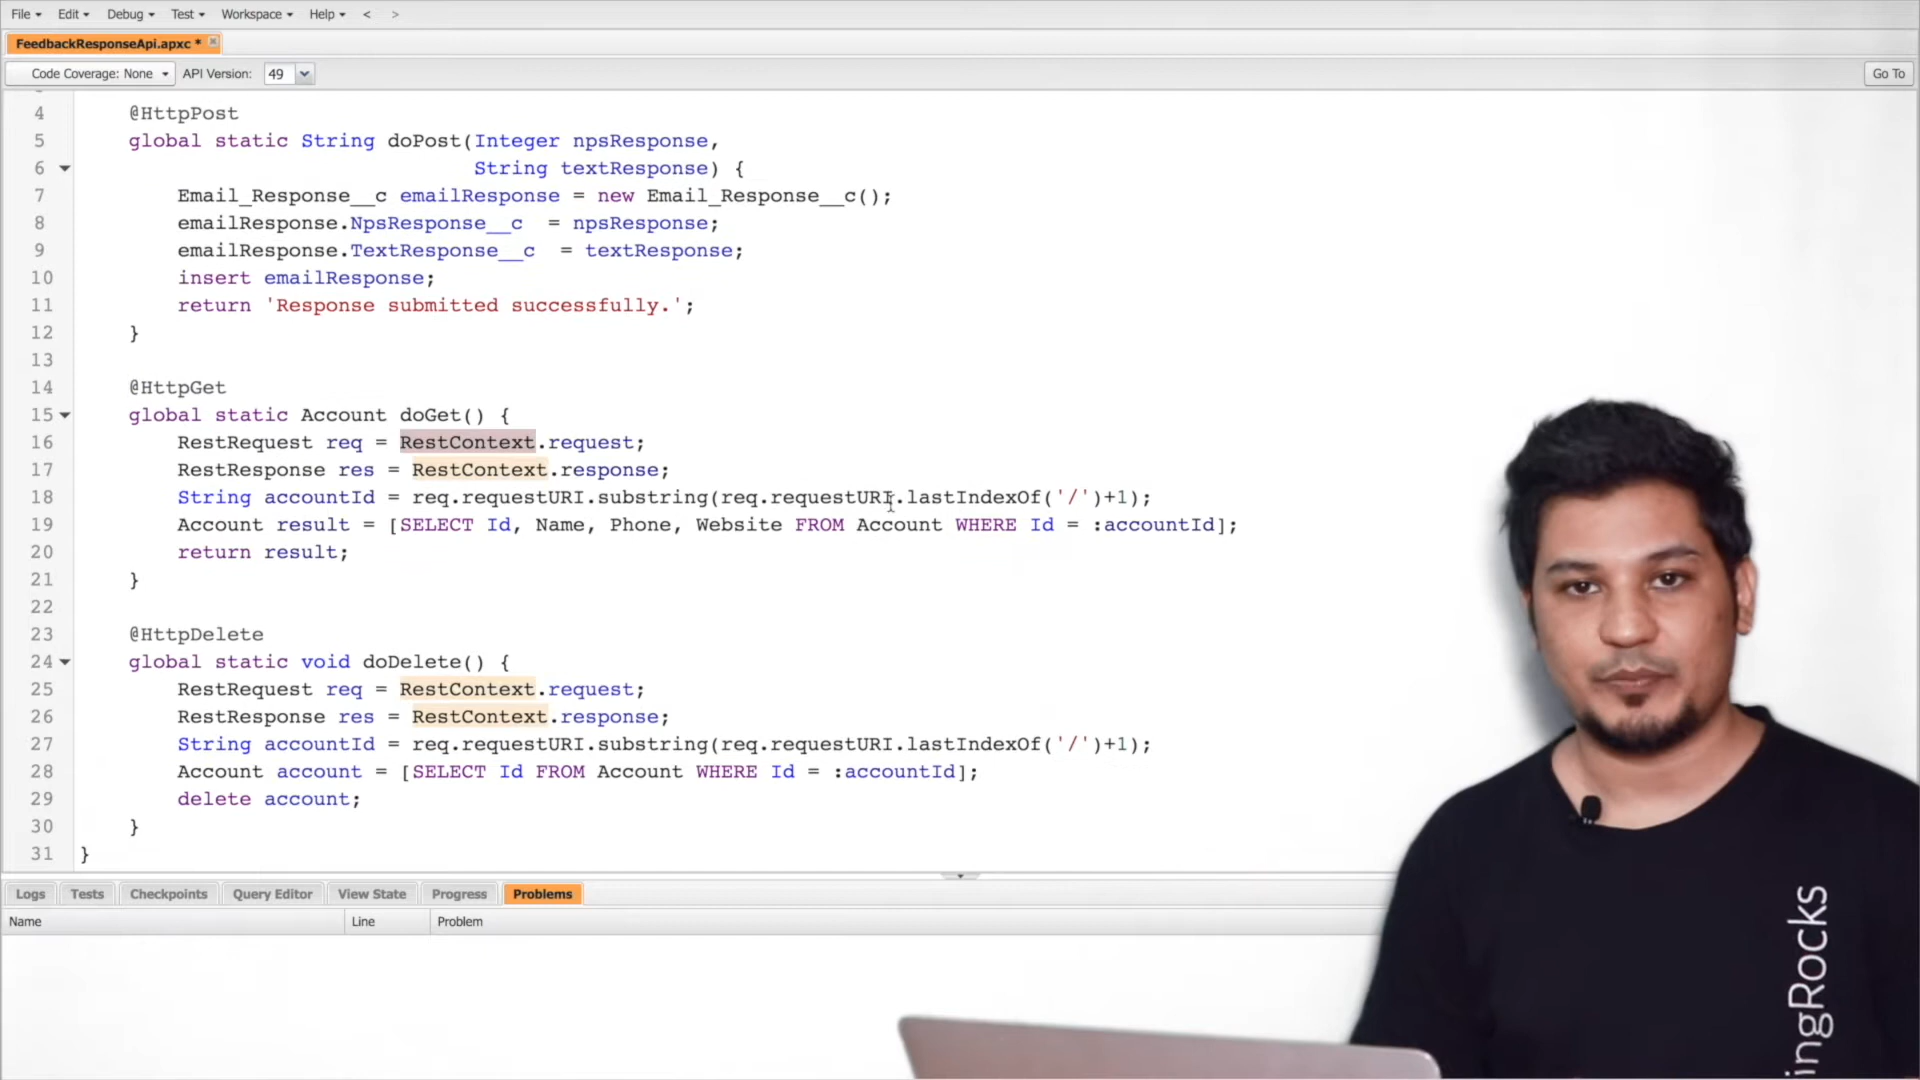 File Edit Debug Test Workspace Help < >
FeedbackResponseApi.apxc *
Code Coverage: None API Version: 49 Go To
4 @HttpPost
5 global static String doPost(Integer npsResponse,
6 String textResponse) {
7 Email_Response__c emailResponse = new Email_Response__c();
8 emailResponse.NpsResponse__c = npsResponse;
9 emailResponse.TextResponse__c = textResponse;
10 insert emailResponse;
11 return 'Response submitted successfully.';
12 }
13
14 @HttpGet
15 global static Account doGet() {
16 RestRequest req = RestContext.request;
17 RestResponse res = RestContext.response;
18 String accountId = req.requestURI.substring(req.requestURI.lastIndexOf('/')+1);
19 Account result = [SELECT Id, Name, Phone, Website FROM Account WHERE Id = :accountId];
20 return result;
21 }
22
23 @HttpDelete
24 global static void doDelete() {
25 RestRequest req = RestContext.request;
26 RestResponse res = RestContext.response;
27 String accountId = req.requestURI.substring(req.requestURI.lastIndexOf('/')+1);
28 Account account = [SELECT Id FROM Account WHERE Id = :accountId];
29 delete account;
30 }
31 }
Logs Tests Checkpoints Query Editor View State Progress Problems
Name Line Problem
ingRocks